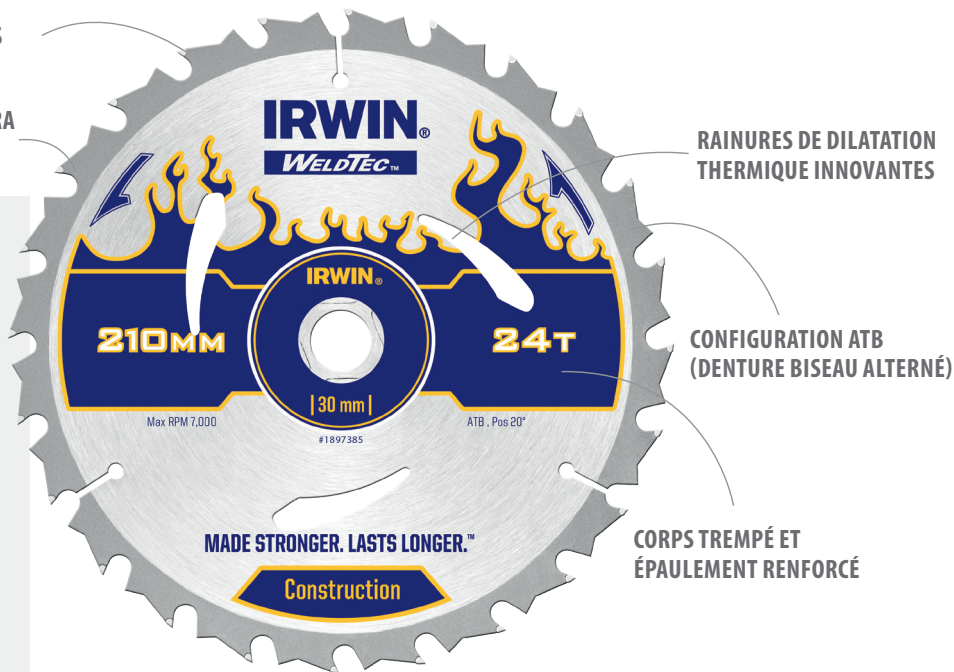 S
RA
IRWIN®
WELDTEC™
RAINURES DE DILATATION
THERMIQUE INNOVANTES
IRWIN®
210MM
24T
CONFIGURATION ATB
(DENTURE BISEAU ALTERNÉ)
|30 mm|
Max RPM 7,000
ATB , Pos 20°
#1897385
CORPS TREMPÉ ET
ÉPAULEMENT RENFORCÉ
MADE STRONGER. LASTS LONGER.™
Construction